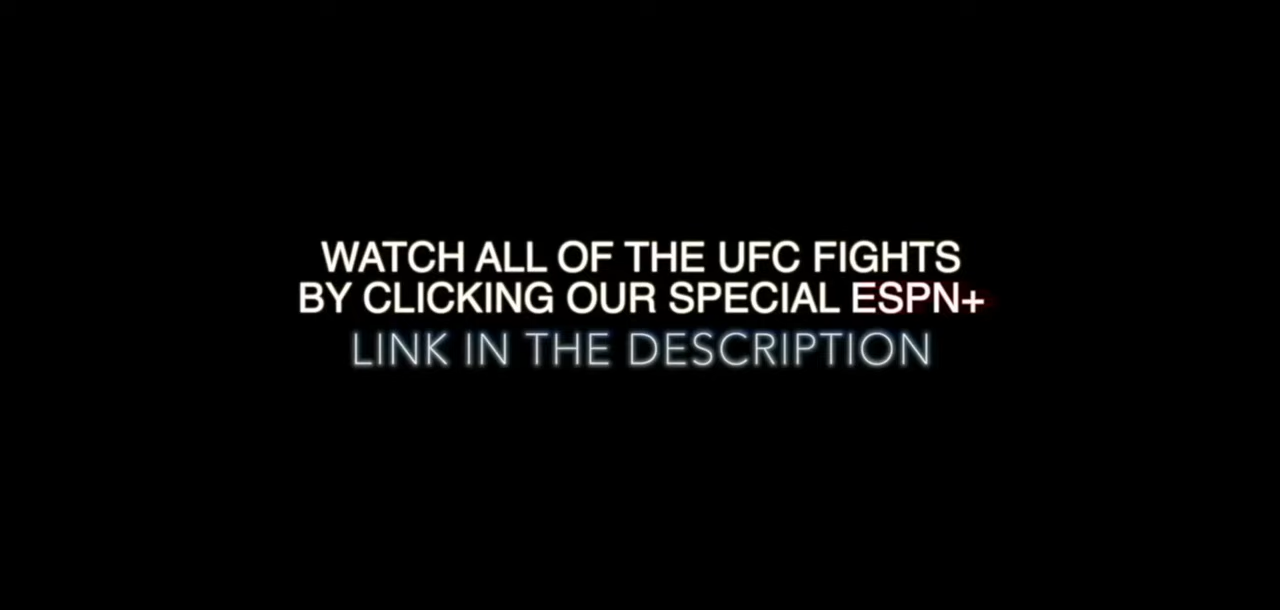 WATCH ALL OF THE UFC FIGHTS
BY CLICKING OUR SPECIAL ESPN+
LINK IN THE DESCRIPTION